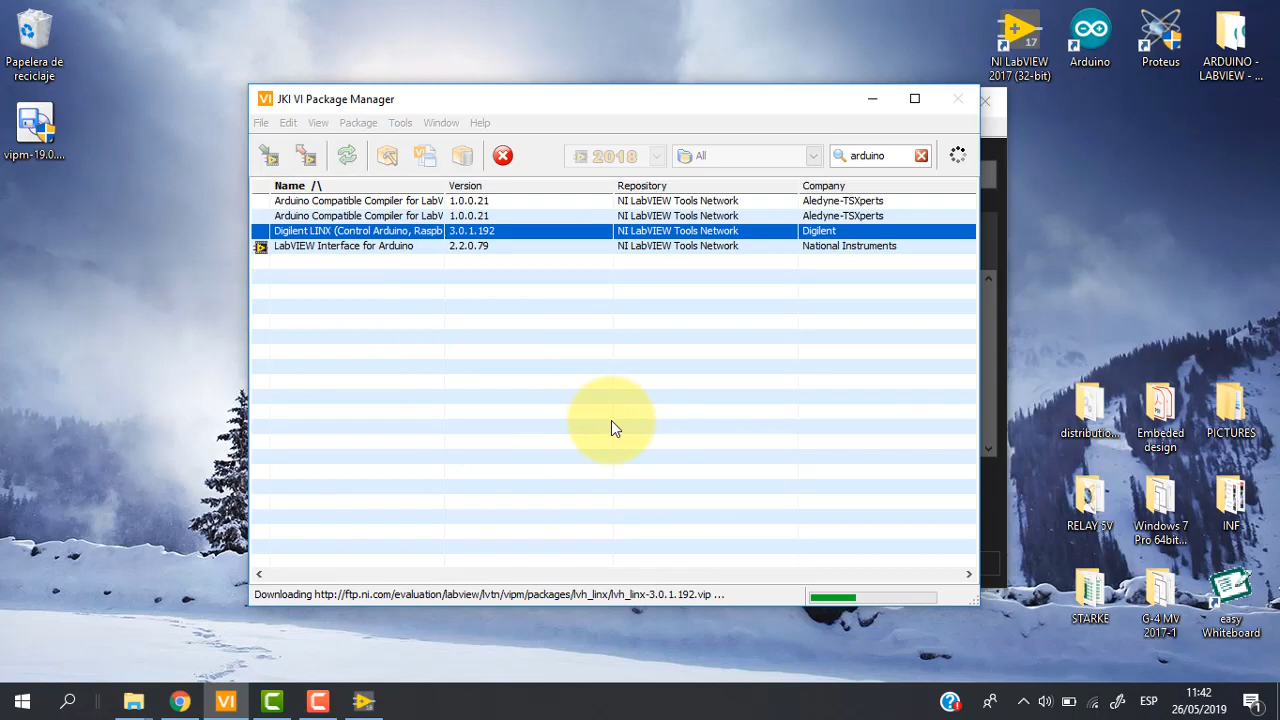 Papelera de
reciclaje
vipm-19.0....
17
NI LabVIEW
2017 (32-bit)
Arduino
Proteus
ARDUINO -
LABVIEW - ...
VI JKI VI Package Manager
File Edit View Package Tools Window Help
2018 All arduino
Name /\ Version Repository Company
Arduino Compatible Compiler for LabV 1.0.0.21 NI LabVIEW Tools Network Aledyne-TSXperts
Arduino Compatible Compiler for LabV 1.0.0.21 NI LabVIEW Tools Network Aledyne-TSXperts
Digilent LINX (Control Arduino, Raspb 3.0.1.192 NI LabVIEW Tools Network Digilent
LabVIEW Interface for Arduino 2.2.0.79 NI LabVIEW Tools Network National Instruments
Downloading http://ftp.ni.com/evaluation/labview/lvtn/vipm/packages/lvh_linx/lvh_linx-3.0.1.192.vip ...
distributio...
Embeded
design
PICTURES
RELAY 5V
Windows 7
Pro 64bit...
INF
STARKE
G-4 MV
2017-1
easy
Whiteboard
VI
ESP
11:42
26/05/2019
1